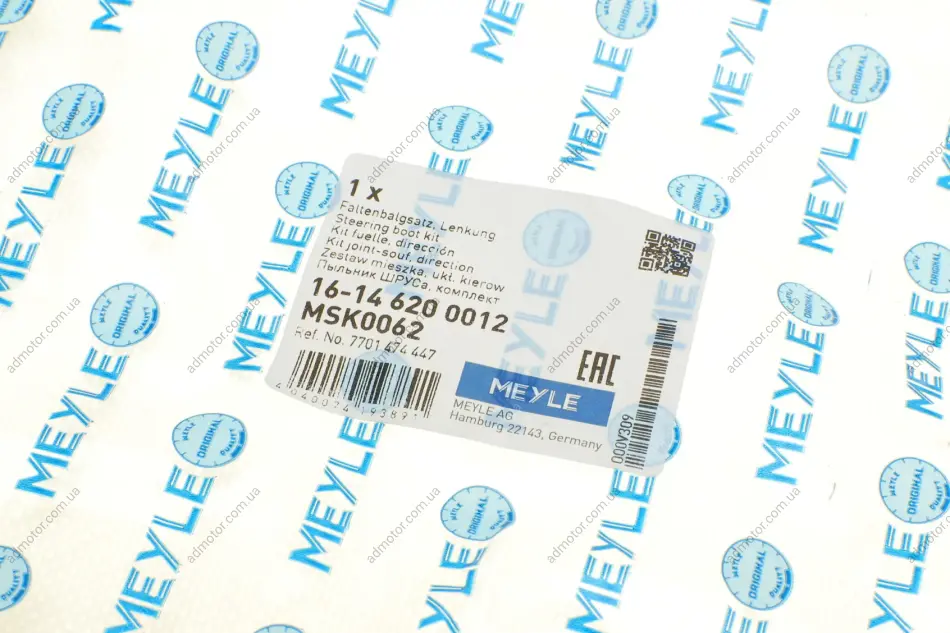 1 x
Faltenbalgsatz, Lenkung
Steering boot kit
Kit fuelle, dirección
Kit joint-souf, direction
Zestaw mieszka, ukł. kierow
Пыльник ШРУСа, комплект
16-14 620 0012
MSK0062
Ref. No. 7701 474 447
EAC
MEYLE
MEYLE AG
Hamburg 22143, Germany
000V309
MEYLE
MEYLE ORIGINAL QUALITY
admotor.com.ua